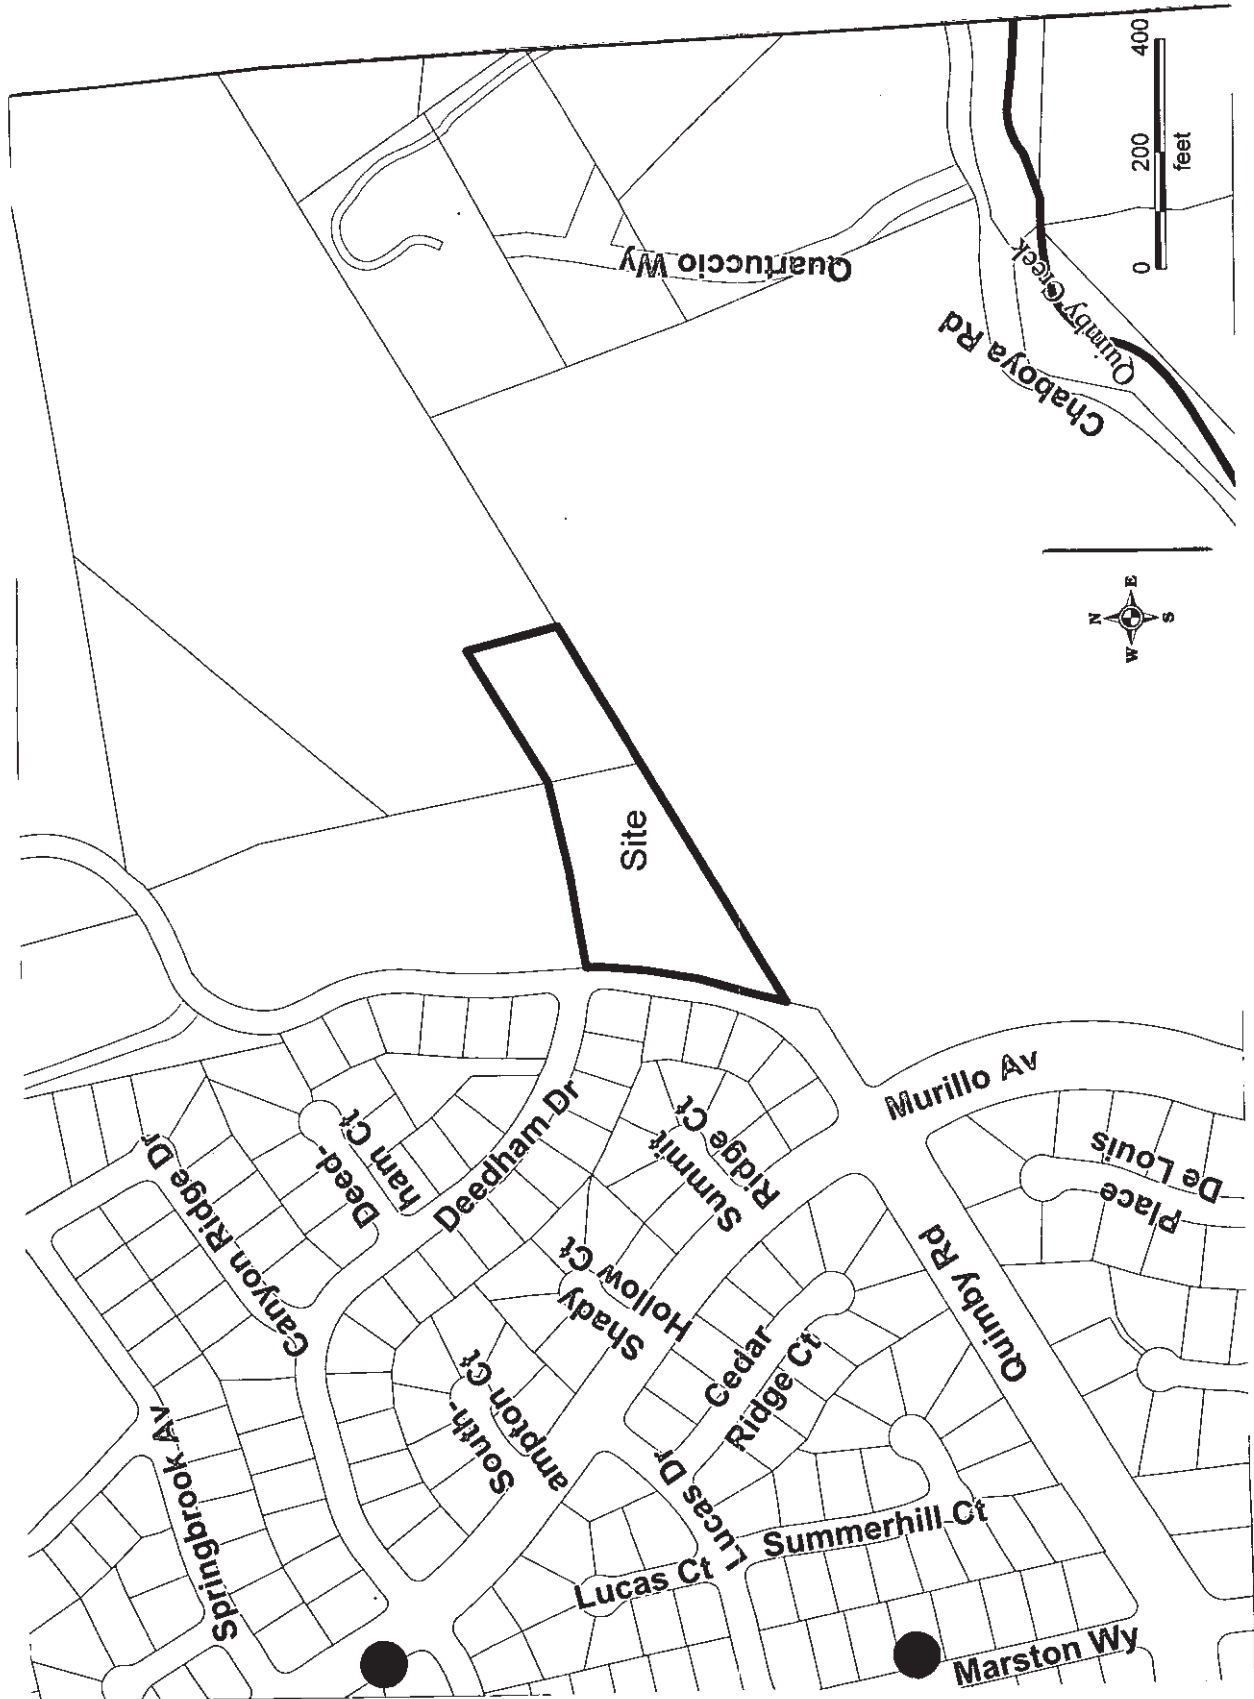 Springbrook Av
Canyon Ridge Dr
Deed-
ham Ct
Deedham Dr
South-
ampton Ct
Shady
Hollow Ct
Summit
Ridge Ct
Cedar
Ridge Ct
Lucas Dr
Lucas Ct
Summerhill Ct
Marston Wy
Quimby Rd
Murillo Av
Place
De Louis
Site
Quartuccio Wy
Chaboya Rd
Quimby Creek
N
W
E
S
0 200 400
feet